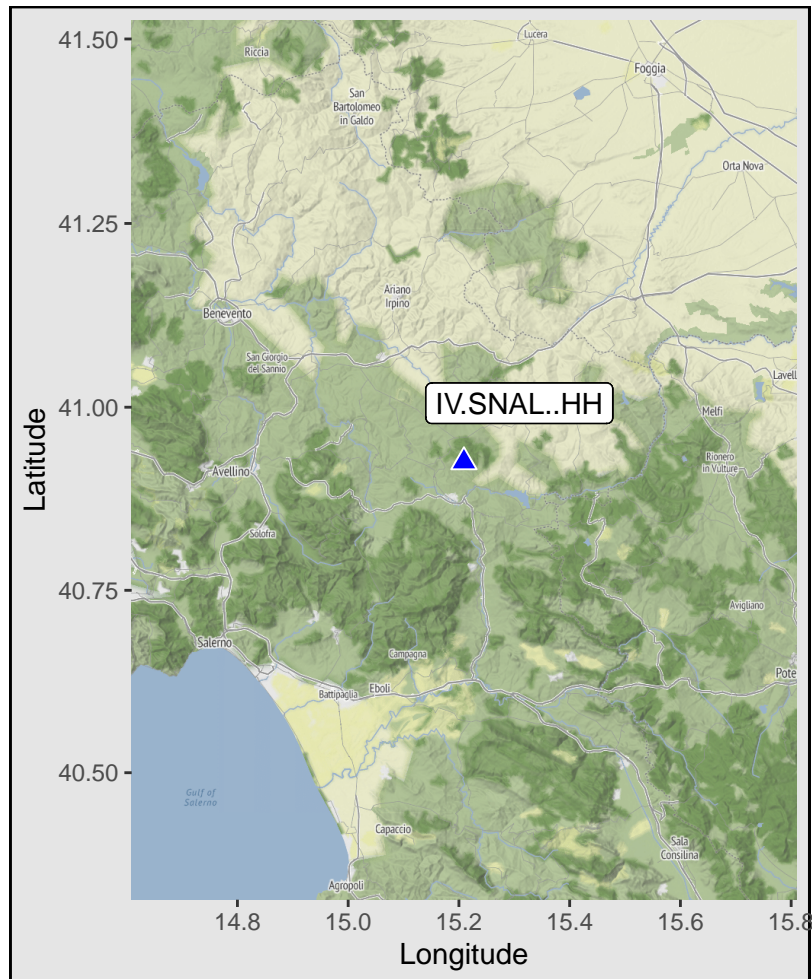 Latitude
41.50
41.25
41.00
40.75
40.50
Riccia
Lucera
Foggia
San
Bartolomeo
in Galdo
Orta Nova
Ariano
Irpino
Benevento
San Giorgio
del Sannio
Lavell
IV.SNAL..HH
Melfi
Rionero
in Vulture
Avellino
Solofra
Avigliano
Salerno
Campagna
Pote
Eboli
Battipaglia
Gulf of
Salerno
Capaccio
Sala
Consilina
Agropoli
14.8
15.0
15.2
15.4
15.6
15.8
Longitude